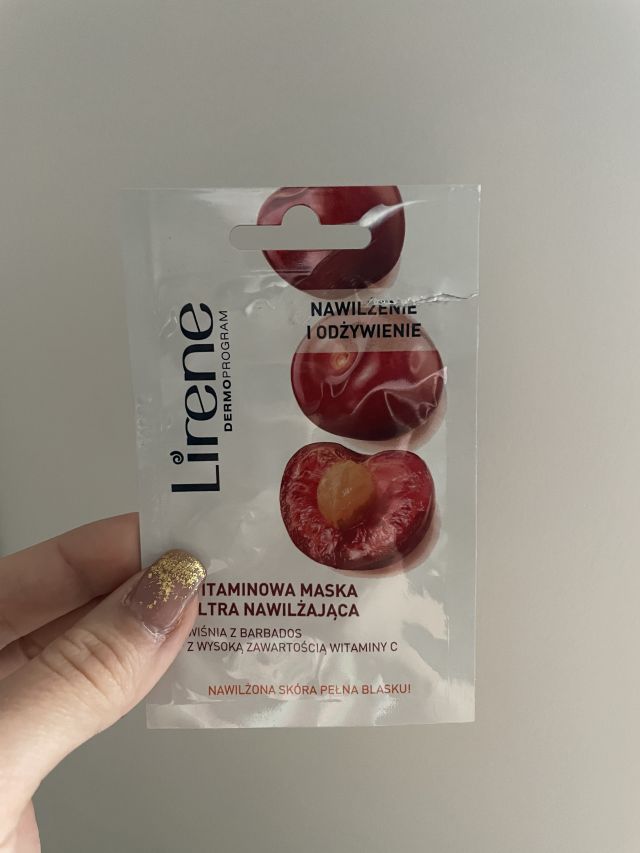 NAWILŻENIE
I ODŻYWIENIE
Lirene
DERMOPROGRAM
ITAMINOWA MASKA
LTRA NAWILŻAJĄCA
WIŚNIA Z BARBADOS
Z WYSOKĄ ZAWARTOŚCIĄ WITAMINY C
NAWILŻONA SKÓRA PEŁNA BLASKU!